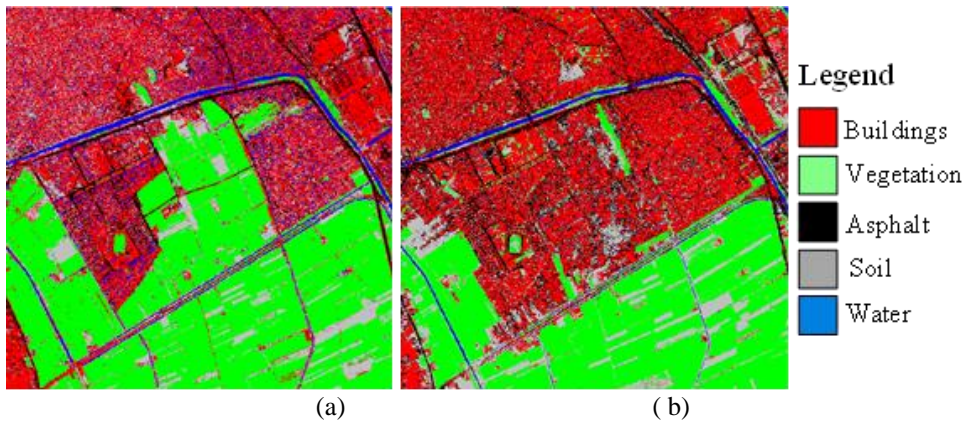 Legend
Buildings
Vegetation
Asphalt
Soil
Water
(a)
( b)